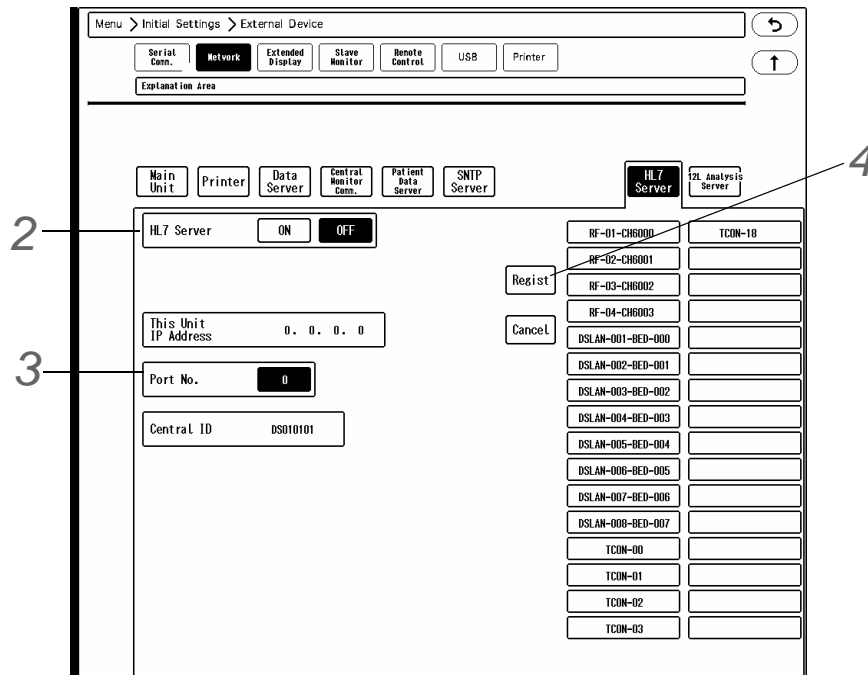 Menu > Initial Settings > External Device
Serial Comm.
Network
Extended Display
Slave Monitor
Remote Control
USB
Printer
Explanation Area
Main Unit
Printer
Data Server
Central Monitor Comm.
Patient Data Server
SNTP Server
HL7 Server
12L Analysis Server
4
2
HL7 Server ON OFF
Regist
Cancel
This Unit IP Address 0. 0. 0. 0
3
Port No. 0
Central ID DS010101
RF-01-CH6000 TCON-18
RF-02-CH6001
RF-03-CH6002
RF-04-CH6003
DSLAN-001-BED-000
DSLAN-002-BED-001
DSLAN-003-BED-002
DSLAN-004-BED-003
DSLAN-005-BED-004
DSLAN-006-BED-005
DSLAN-007-BED-006
DSLAN-008-BED-007
TCON-00
TCON-01
TCON-02
TCON-03